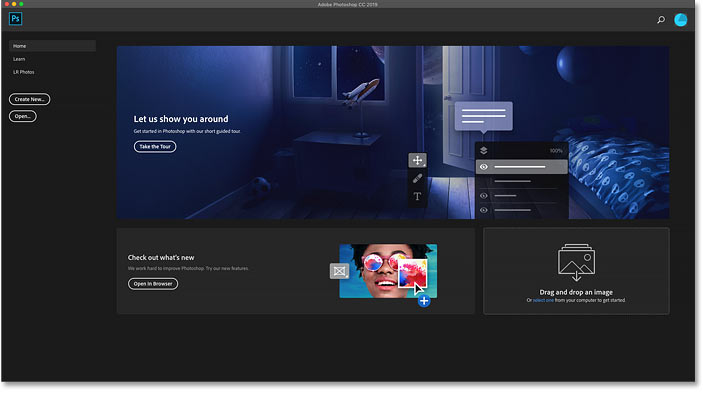 Adobe Photoshop CC 2019
Ps
Home
Learn
LR Photos
Create New...
Open...
Let us show you around
Get started in Photoshop with our short guided tour.
Take the Tour
100%
T
Check out what's new
We work hard to improve Photoshop. Try our new features.
Open in Browser
Drag and drop an image
Or select one from your computer to get started